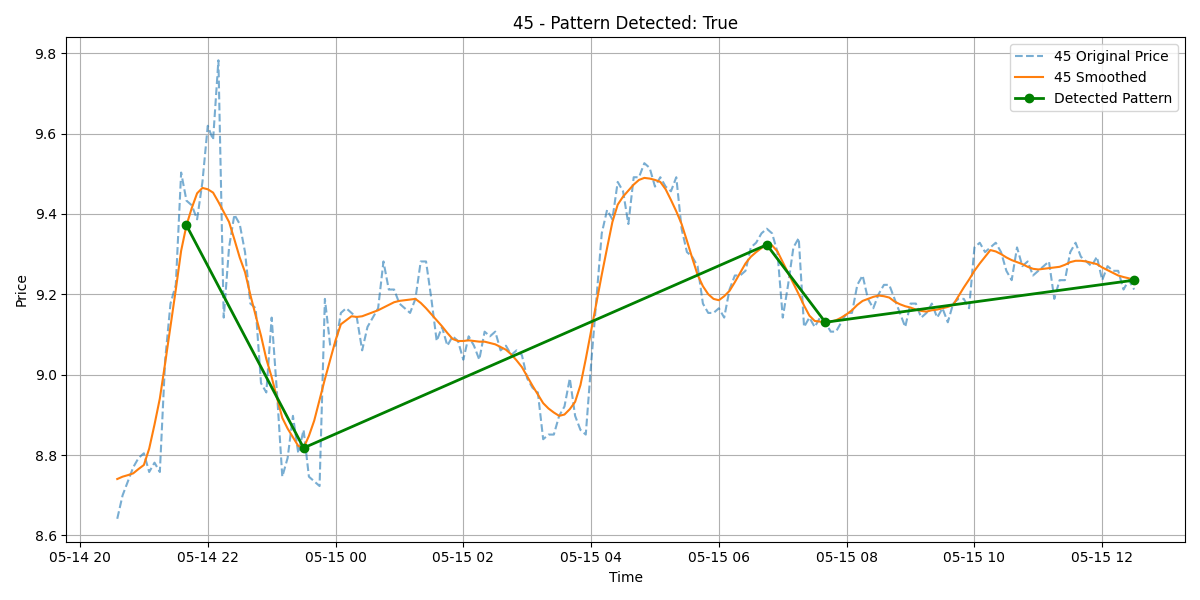 45 - Pattern Detected: True
45 Original Price
45 Smoothed
Detected Pattern
Price
9.8
9.6
9.4
9.2
9.0
8.8
8.6
05-14 20
05-14 22
05-15 00
05-15 02
05-15 04
05-15 06
05-15 08
05-15 10
05-15 12
Time